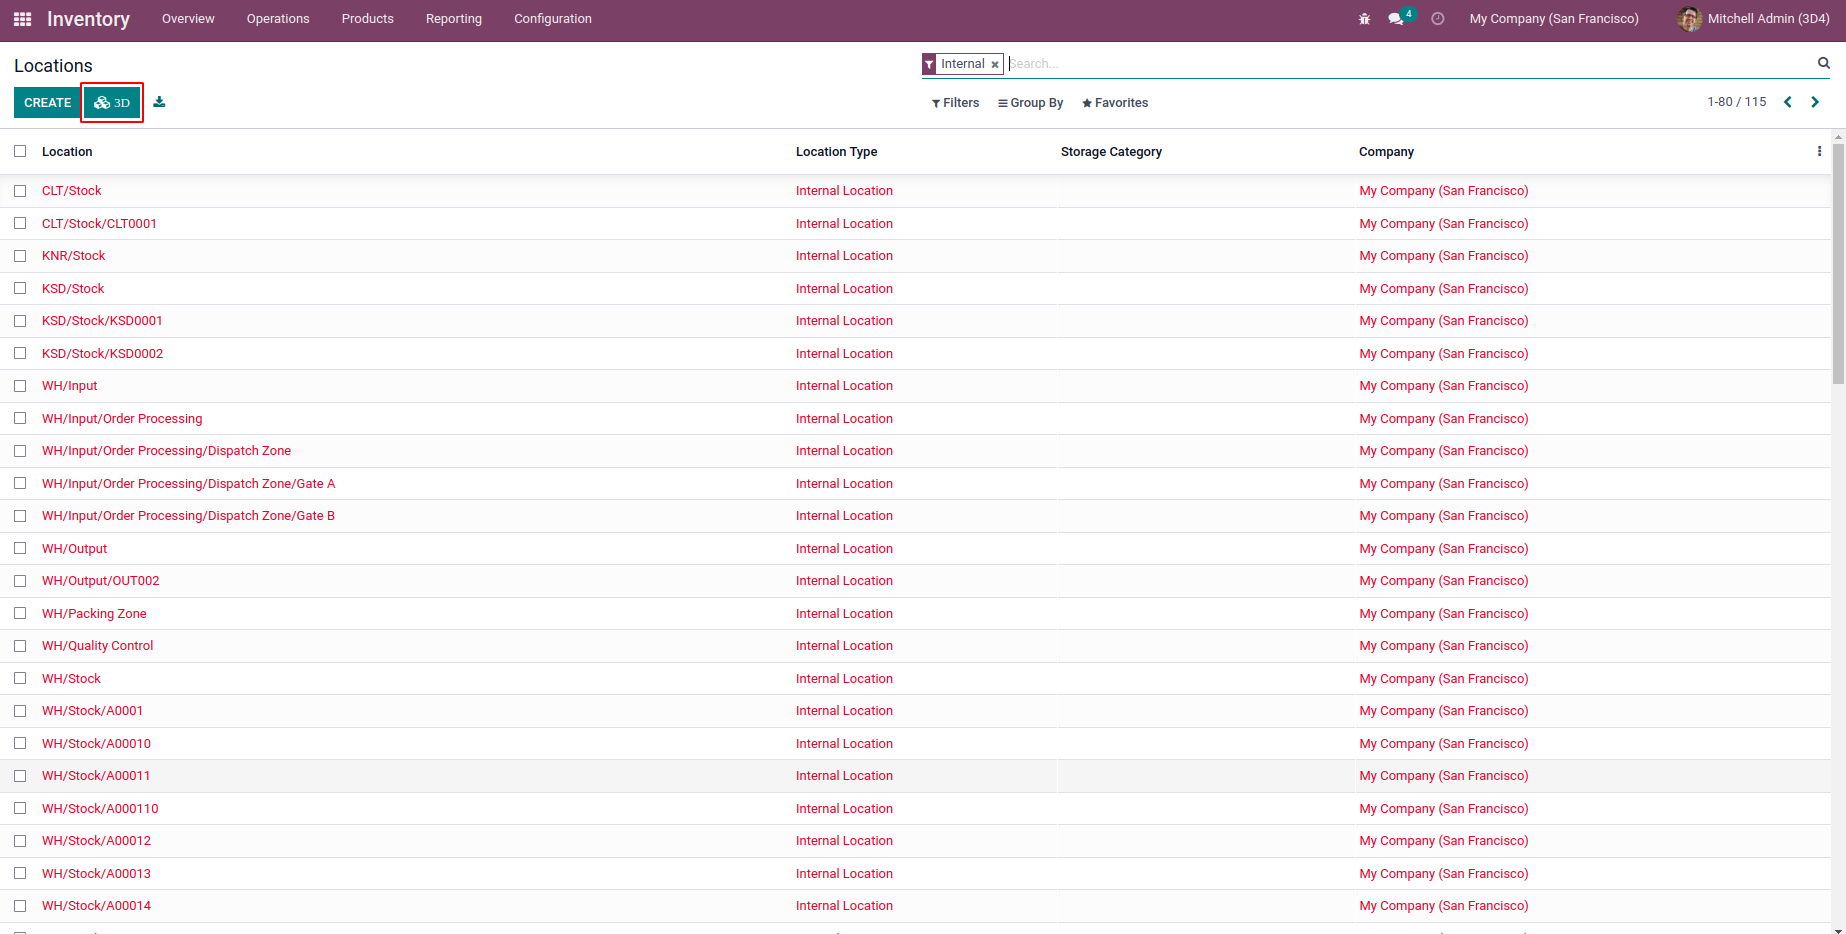 Inventory Overview Operations Products Reporting Configuration 4 My Company (San Francisco) Mitchell Admin (3D4)
Locations
Internal Search...
CREATE 3D Filters Group By Favorites 1-80 / 115
Location Location Type Storage Category Company
CLT/Stock Internal Location My Company (San Francisco)
CLT/Stock/CLT0001 Internal Location My Company (San Francisco)
KNR/Stock Internal Location My Company (San Francisco)
KSD/Stock Internal Location My Company (San Francisco)
KSD/Stock/KSD0001 Internal Location My Company (San Francisco)
KSD/Stock/KSD0002 Internal Location My Company (San Francisco)
WH/Input Internal Location My Company (San Francisco)
WH/Input/Order Processing Internal Location My Company (San Francisco)
WH/Input/Order Processing/Dispatch Zone Internal Location My Company (San Francisco)
WH/Input/Order Processing/Dispatch Zone/Gate A Internal Location My Company (San Francisco)
WH/Input/Order Processing/Dispatch Zone/Gate B Internal Location My Company (San Francisco)
WH/Output Internal Location My Company (San Francisco)
WH/Output/OUT002 Internal Location My Company (San Francisco)
WH/Packing Zone Internal Location My Company (San Francisco)
WH/Quality Control Internal Location My Company (San Francisco)
WH/Stock Internal Location My Company (San Francisco)
WH/Stock/A0001 Internal Location My Company (San Francisco)
WH/Stock/A00010 Internal Location My Company (San Francisco)
WH/Stock/A00011 Internal Location My Company (San Francisco)
WH/Stock/A000110 Internal Location My Company (San Francisco)
WH/Stock/A00012 Internal Location My Company (San Francisco)
WH/Stock/A00013 Internal Location My Company (San Francisco)
WH/Stock/A00014 Internal Location My Company (San Francisco)